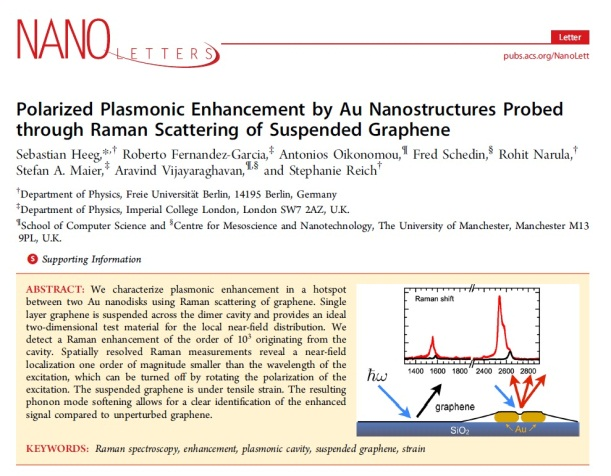 NANO LETTERS
Letter
pubs.acs.org/NanoLett
Polarized Plasmonic Enhancement by Au Nanostructures Probed
through Raman Scattering of Suspended Graphene
Sebastian Heeg,*,† Roberto Fernandez-Garcia,‡ Antonios Oikonomou,¶ Fred Schedin,§ Rohit Narula,†
Stefan A. Maier,‡ Aravind Vijayaraghavan,¶,§ and Stephanie Reich†
†Department of Physics, Freie Universität Berlin, 14195 Berlin, Germany
‡Department of Physics, Imperial College London, London SW7 2AZ, U.K.
¶School of Computer Science and §Centre for Mesoscience and Nanotechnology, The University of Manchester, Manchester M13
9PL, U.K.
S Supporting Information
ABSTRACT: We characterize plasmonic enhancement in a hotspot
between two Au nanodisks using Raman scattering of graphene. Single
layer graphene is suspended across the dimer cavity and provides an ideal
two-dimensional test material for the local near-field distribution. We
detect a Raman enhancement of the order of 10³ originating from the
cavity. Spatially resolved Raman measurements reveal a near-field
localization one order of magnitude smaller than the wavelength of the
excitation, which can be turned off by rotating the polarization of the
excitation. The suspended graphene is under tensile strain. The resulting
phonon mode softening allows for a clear identification of the enhanced
signal compared to unperturbed graphene.
Raman shift
1400 1600 1800 2400 2600 2800
ħω
graphene
SiO₂
Au
KEYWORDS: Raman spectroscopy, enhancement, plasmonic cavity, suspended graphene, strain